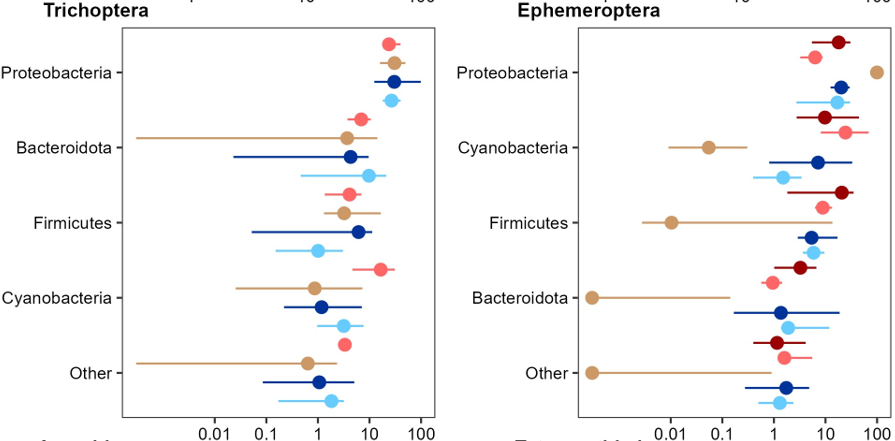 Trichoptera
Proteobacteria
Bacteroidota
Firmicutes
Cyanobacteria
Other
0.01 0.1 1 10 100
Ephemeroptera
Proteobacteria
Cyanobacteria
Firmicutes
Bacteroidota
Other
0.01 0.1 1 10 100